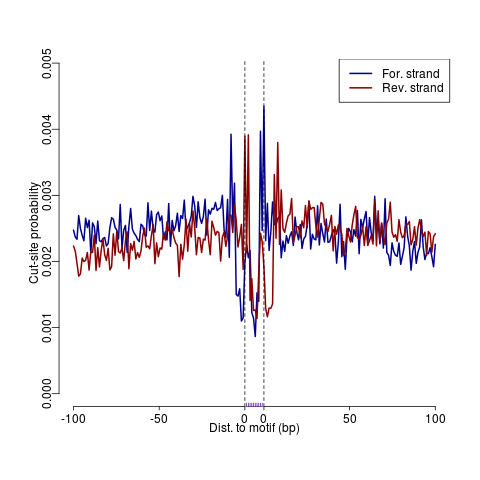 For. strand
Rev. strand
Cut-site probability
0.005
0.004
0.003
0.002
0.001
0.000
-100 -50 0 0 50 100
Dist. to motif (bp)